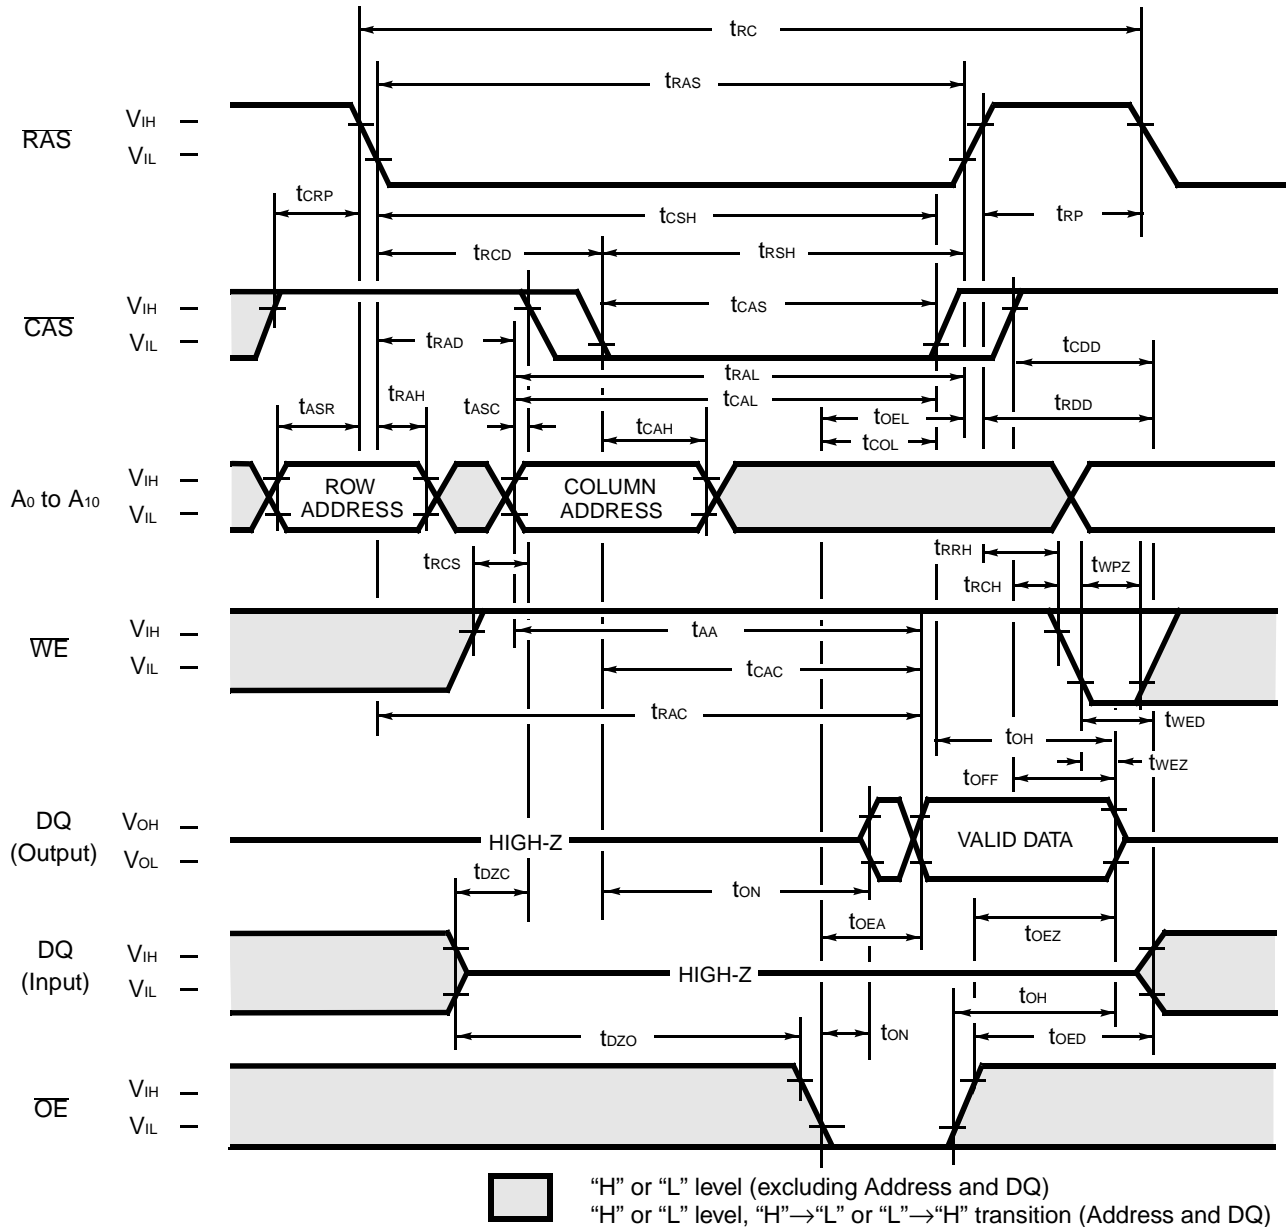 tRC
tRAS
RAS
VIH
VIL
tCRP
tCSH
tRP
tRCD
tRSH
CAS
VIH
VIL
tCAS
tRAD
tCDD
tRAL
tASR
tRAH
tASC
tCAL
tCAH
tOEL
tRDD
tCOL
A0 to A10
VIH
VIL
ROW
ADDRESS
COLUMN
ADDRESS
tRCS
tRRH
tRCH
tWPZ
WE
VIH
VIL
tAA
tCAC
tRAC
tWED
tOH
tWEZ
tOFF
DQ
(Output)
VOH
VOL
HIGH-Z
VALID DATA
tDZC
tON
tOEA
tOEZ
DQ
(Input)
VIH
VIL
HIGH-Z
tOH
tDZO
tON
tOED
OE
VIH
VIL
“H” or “L” level (excluding Address and DQ)
“H” or “L” level, “H”→“L” or “L”→“H” transition (Address and DQ)